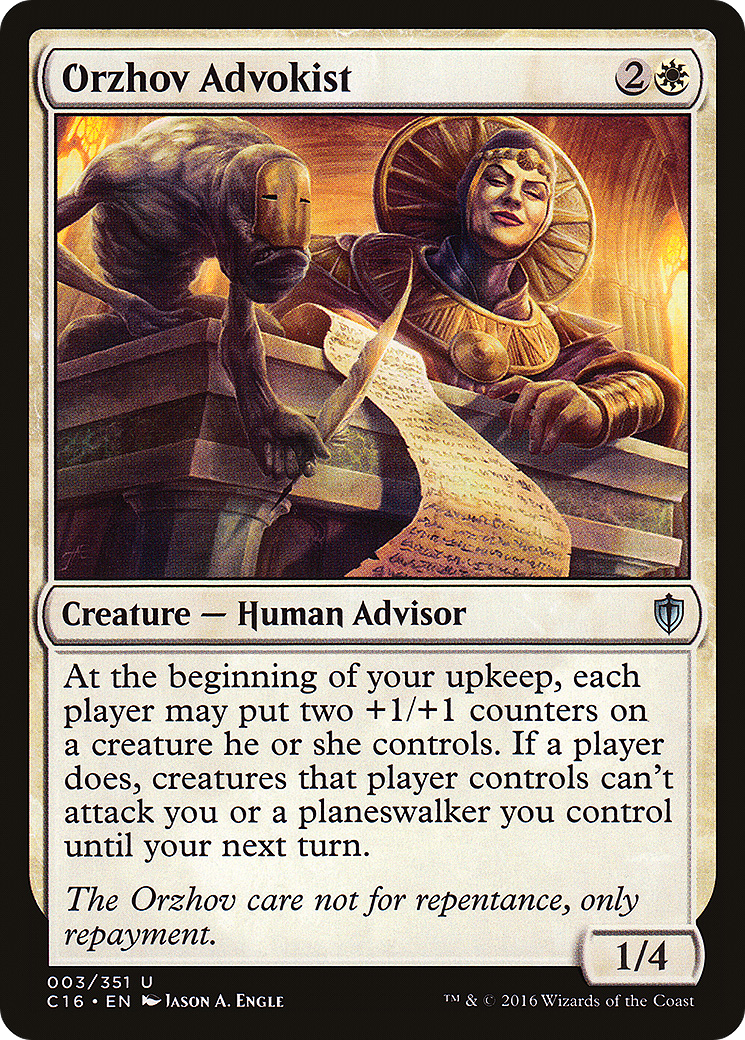 Orzhov Advokist 2
Creature — Human Advisor
At the beginning of your upkeep, each
player may put two +1/+1 counters on
a creature he or she controls. If a player
does, creatures that player controls can't
attack you or a planeswalker you control
until your next turn.
The Orzhov care not for repentance, only
repayment.
1/4
003/351 U
C16 • EN Jason A. Engle
™ & © 2016 Wizards of the Coast